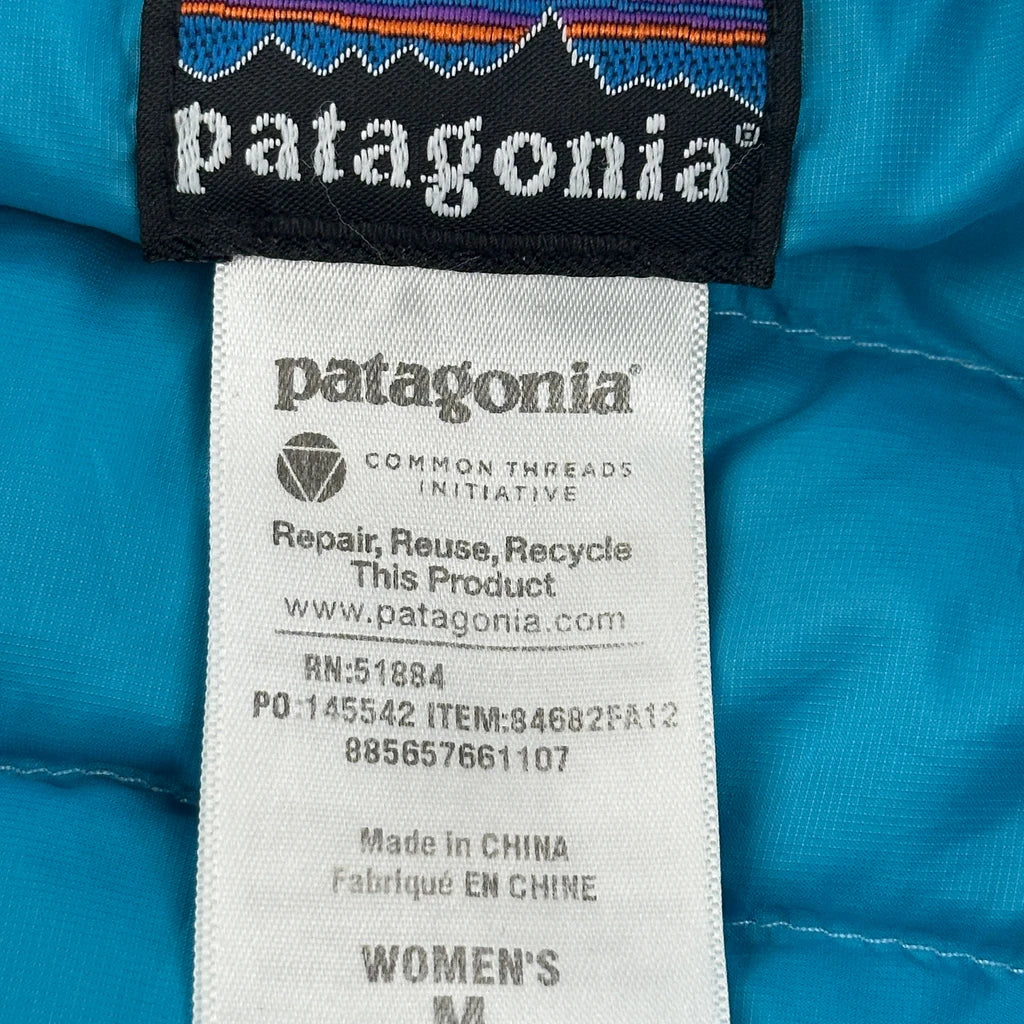 patagonia®
patagonia®
COMMON THREADS
INITIATIVE
Repair, Reuse, Recycle
This Product
www.patagonia.com
RN:51884
PO:145542 ITEM:84682FA12
885657661107
Made in CHINA
Fabriqué EN CHINE
WOMEN'S
M